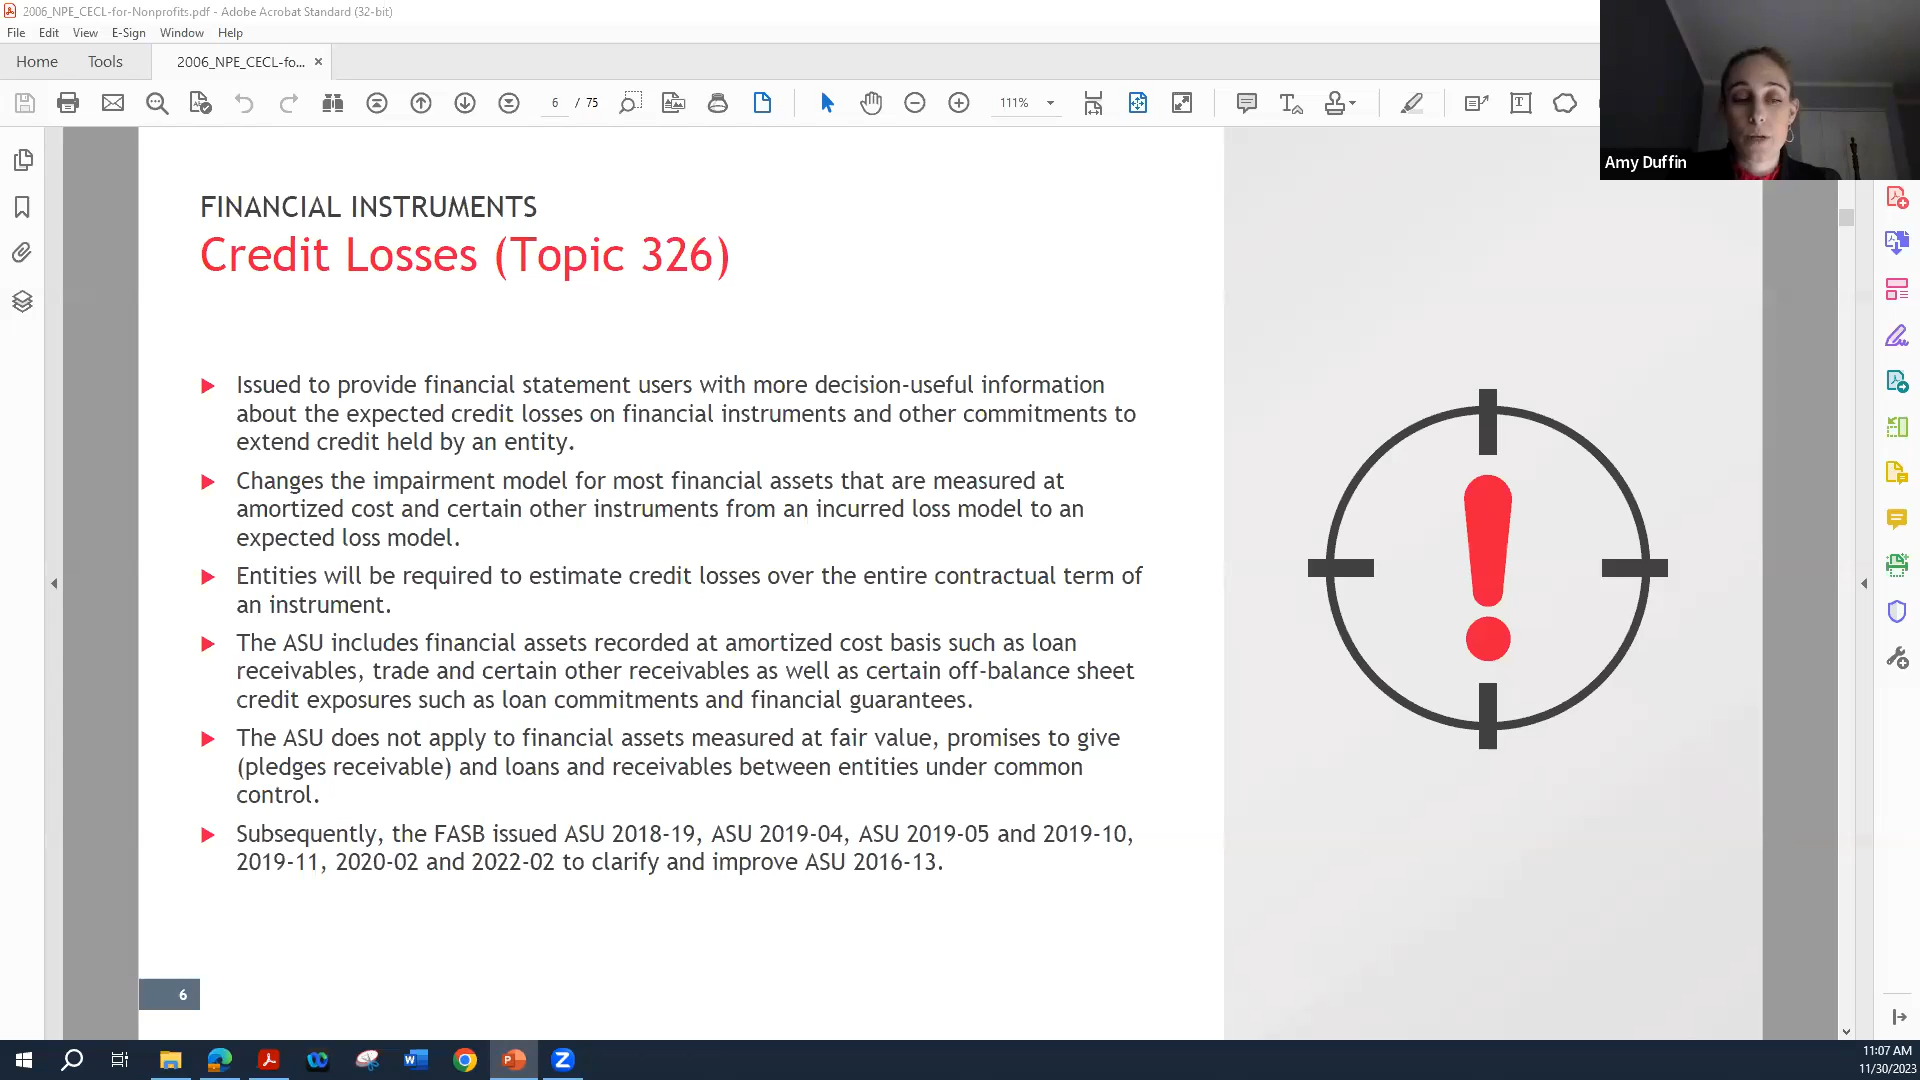 2006_NPE_CECL-for-Nonprofits.pdf - Adobe Acrobat Standard (32-bit)
File Edit View E-Sign Window Help
Home Tools 2006_NPE_CECL-fo... ×
6 / 75 111%
Amy Duffin
FINANCIAL INSTRUMENTS
Credit Losses (Topic 326)
Issued to provide financial statement users with more decision-useful information
about the expected credit losses on financial instruments and other commitments to
extend credit held by an entity.
Changes the impairment model for most financial assets that are measured at
amortized cost and certain other instruments from an incurred loss model to an
expected loss model.
Entities will be required to estimate credit losses over the entire contractual term of
an instrument.
The ASU includes financial assets recorded at amortized cost basis such as loan
receivables, trade and certain other receivables as well as certain off-balance sheet
credit exposures such as loan commitments and financial guarantees.
The ASU does not apply to financial assets measured at fair value, promises to give
(pledges receivable) and loans and receivables between entities under common
control.
Subsequently, the FASB issued ASU 2018-19, ASU 2019-04, ASU 2019-05 and 2019-10,
2019-11, 2020-02 and 2022-02 to clarify and improve ASU 2016-13.
6
11:07 AM
11/30/2023